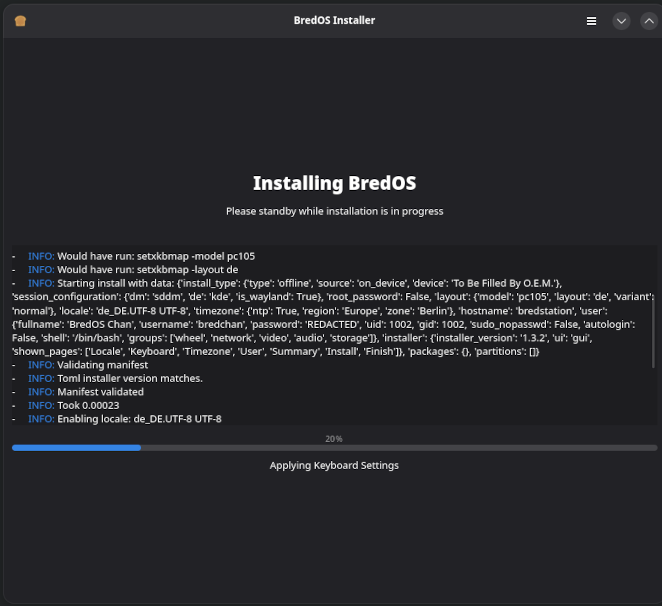 BredOS Installer
Installing BredOS
Please standby while installation is in progress
- INFO: Would have run: setxkbmap -model pc105
- INFO: Would have run: setxkbmap -layout de
- INFO: Starting install with data: {'install_type': {'type': 'offline', 'source': 'on_device', 'device': 'To Be Filled By O.E.M.'},
'session_configuration': {'dm': 'sddm', 'de': 'kde', 'is_wayland': True}, 'root_password': False, 'layout': {'model': 'pc105', 'layout': 'de', 'variant':
'normal'}, 'locale': 'de_DE.UTF-8 UTF-8', 'timezone': {'ntp': True, 'region': 'Europe', 'zone': 'Berlin'}, 'hostname': 'bredstation', 'user':
{'fullname': 'BredOS Chan', 'username': 'bredchan', 'password': 'REDACTED', 'uid': 1002, 'gid': 1002, 'sudo_nopasswd': False, 'autologin':
False, 'shell': '/bin/bash', 'groups': ['wheel', 'network', 'video', 'audio', 'storage']}, 'installer': {'installer_version': '1.3.2', 'ui': 'gui',
'shown_pages': ['Locale', 'Keyboard', 'Timezone', 'User', 'Summary', 'Install', 'Finish']}, 'packages': {}, 'partitions': []}
- INFO: Validating manifest
- INFO: Toml installer version matches.
- INFO: Manifest validated
- INFO: Took 0.00023
- INFO: Enabling locale: de_DE.UTF-8 UTF-8
20%
Applying Keyboard Settings